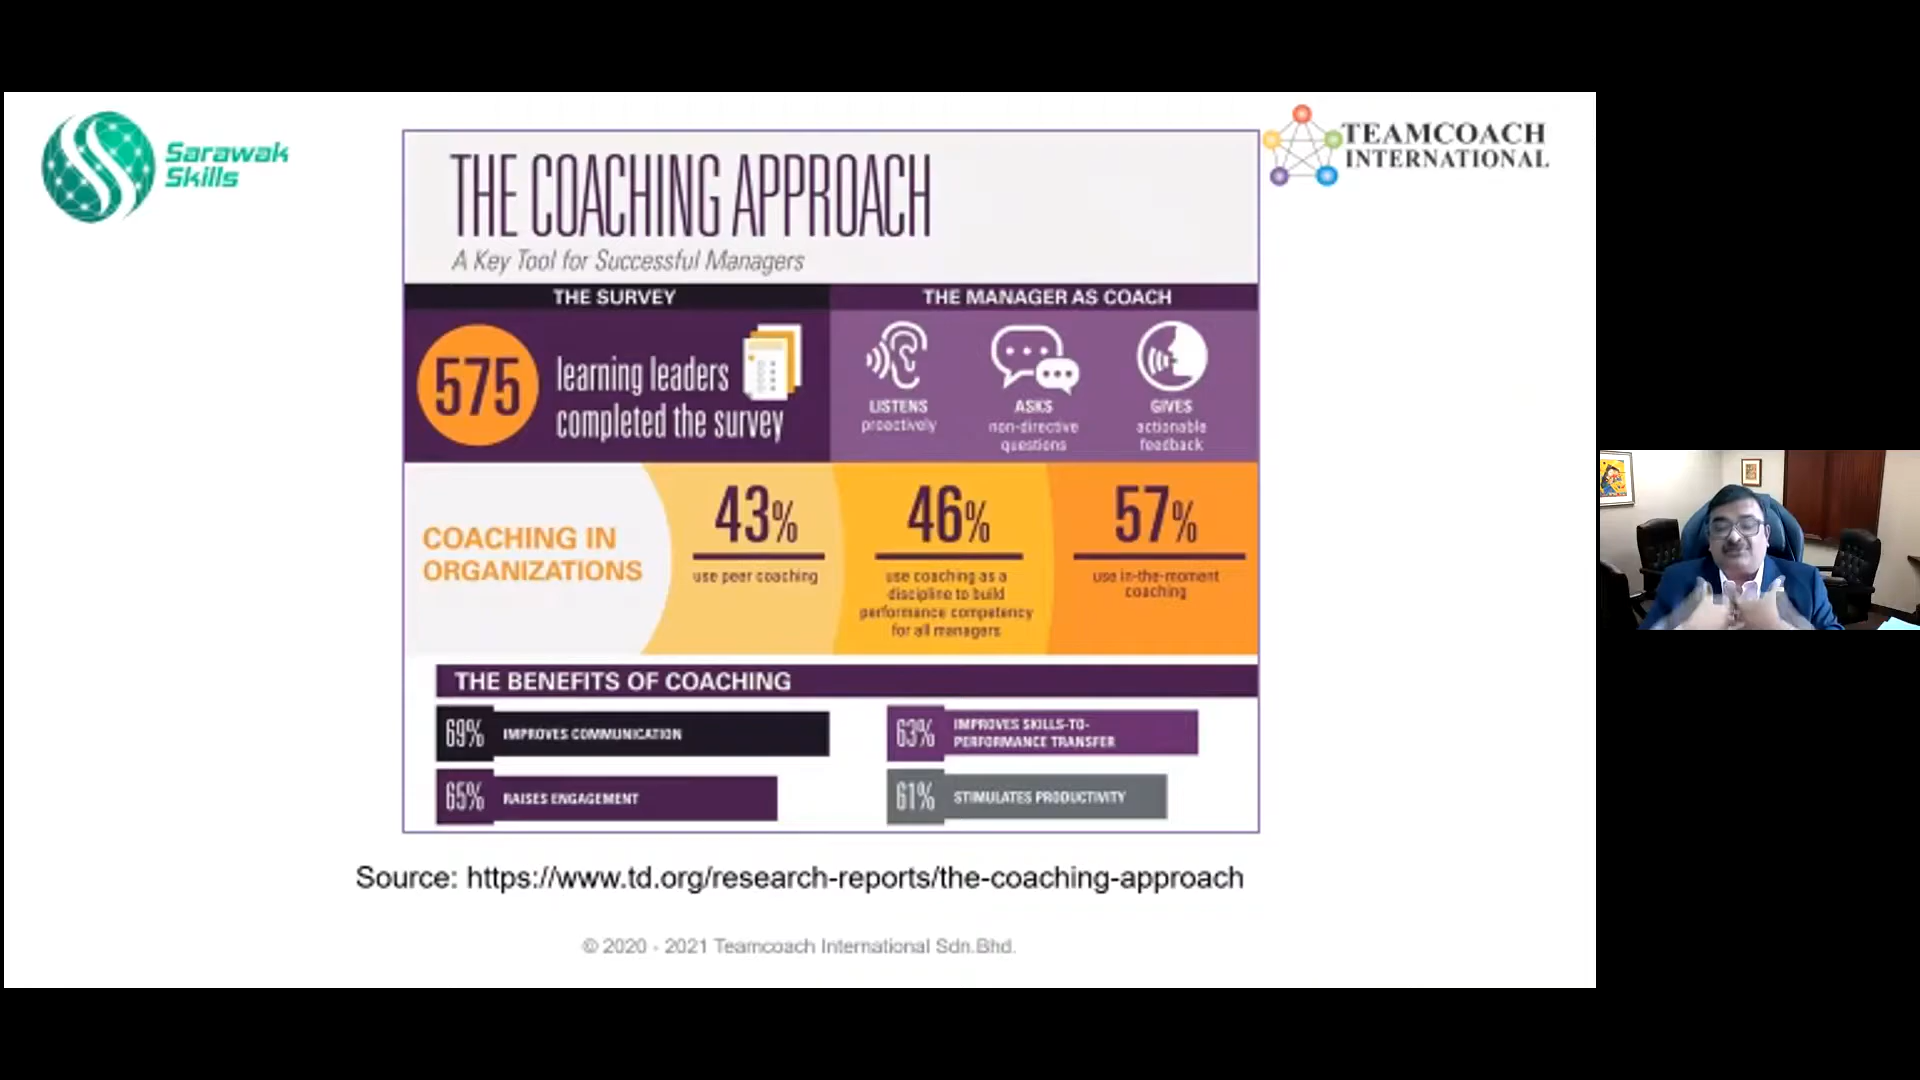 Sarawak
Skills
TEAMCOACH
INTERNATIONAL
THE COACHING APPROACH
A Key Tool for Successful Managers
THE SURVEY
575
learning leaders
completed the survey
THE MANAGER AS COACH
LISTENS
proactively
ASKS
non-directive
questions
GIVES
actionable
feedback
COACHING IN
ORGANIZATIONS
43%
use peer coaching
46%
use coaching as a
discipline to build
performance competency
for all managers
57%
use in-the-moment
coaching
THE BENEFITS OF COACHING
69% IMPROVES COMMUNICATION
65% RAISES ENGAGEMENT
63% IMPROVES SKILLS-TO-
PERFORMANCE TRANSFER
61% STIMULATES PRODUCTIVITY
Source: https://www.td.org/research-reports/the-coaching-approach
© 2020 - 2021 Teamcoach International Sdn.Bhd.